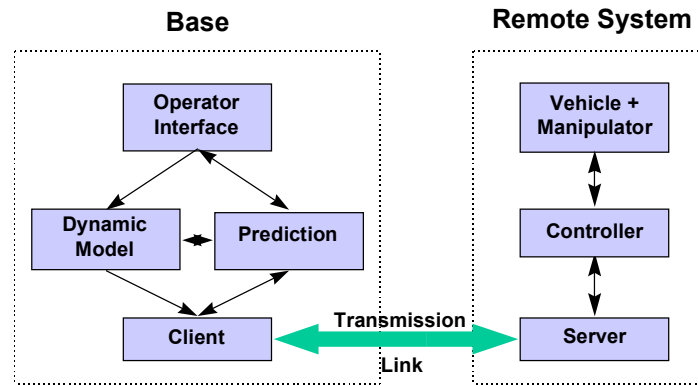 Base
Remote System
Operator
Interface
Vehicle +
Manipulator
Dynamic
Model
Prediction
Controller
Client
Transmission
Link
Server